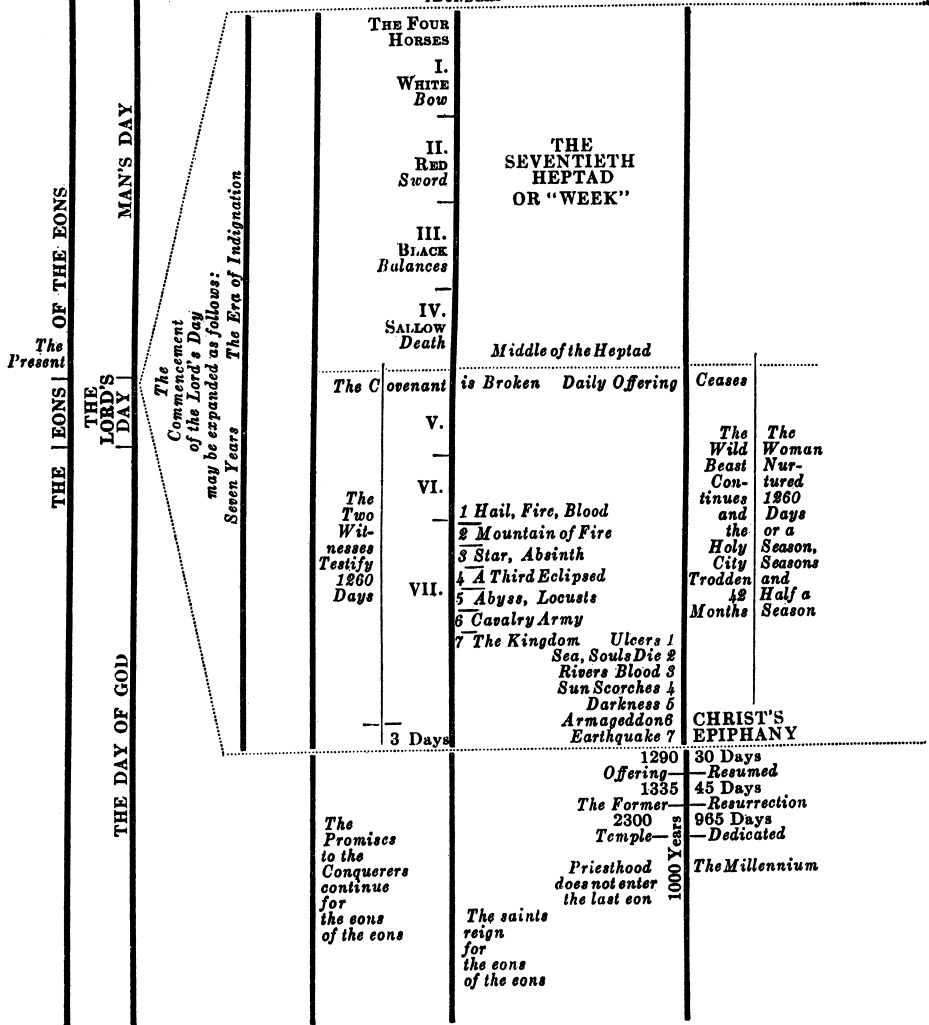 THE FOUR
HORSES
I.
WHITE
Bow
II.
RED
Sword
III.
BLACK
Balances
IV.
SALLOW
Death
V.
VI.
VII.
THE
SEVENTIETH
HEPTAD
OR “WEEK”
Middle of the Heptad
The Covenant is Broken Daily Offering Ceases
MAN'S DAY
THE LORD'S DAY
THE DAY OF GOD
THE EONS OF THE EONS
The
Present
The
Commencement
of the Lord's Day
may be expanded as follows:
Seven Years The Era of Indignation
The
Two
Wit-
nesses
Testify
1260
Days
3 Days
1 Hail, Fire, Blood
2 Mountain of Fire
3 Star, Absinth
4 A Third Eclipsed
5 Abyss, Locusts
6 Cavalry Army
7 The Kingdom
Ulcers 1
Sea, Souls Die 2
Rivers Blood 3
Sun Scorches 4
Darkness 5
Armageddon 6
Earthquake 7
The
Wild
Beast
Con-
tinues
and
the
Holy
City
Trodden
42
Months
The
Woman
Nur-
tured
1260
Days
or a
Season,
Seasons
and
Half a
Season
CHRIST'S
EPIPHANY
1290 30 Days
Offering—Resumed
1335 45 Days
The Former—Resurrection
2300 965 Days
Temple—Dedicated
1000 Years
Priesthood
does not enter
the last eon
The Millennium
The
Promises
to the
Conquerers
continue
for
the eons
of the eons
The saints
reign
for
the eons
of the eons